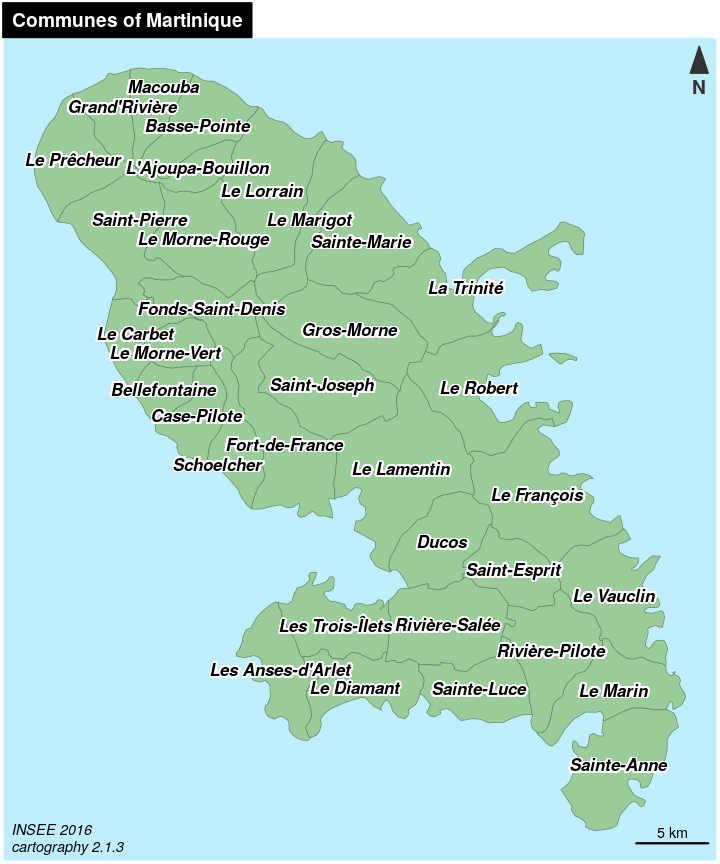 Communes of Martinique
N
Macouba
Grand'Rivière
Basse-Pointe
Le Prêcheur
L'Ajoupa-Bouillon
Le Lorrain
Saint-Pierre
Le Marigot
Le Morne-Rouge
Sainte-Marie
La Trinité
Fonds-Saint-Denis
Gros-Morne
Le Carbet
Le Morne-Vert
Saint-Joseph
Le Robert
Bellefontaine
Case-Pilote
Fort-de-France
Schoelcher
Le Lamentin
Le François
Ducos
Saint-Esprit
Le Vauclin
Les Trois-Îlets
Rivière-Salée
Rivière-Pilote
Les Anses-d'Arlet
Le Diamant
Sainte-Luce
Le Marin
Sainte-Anne
INSEE 2016
cartography 2.1.3
5 km